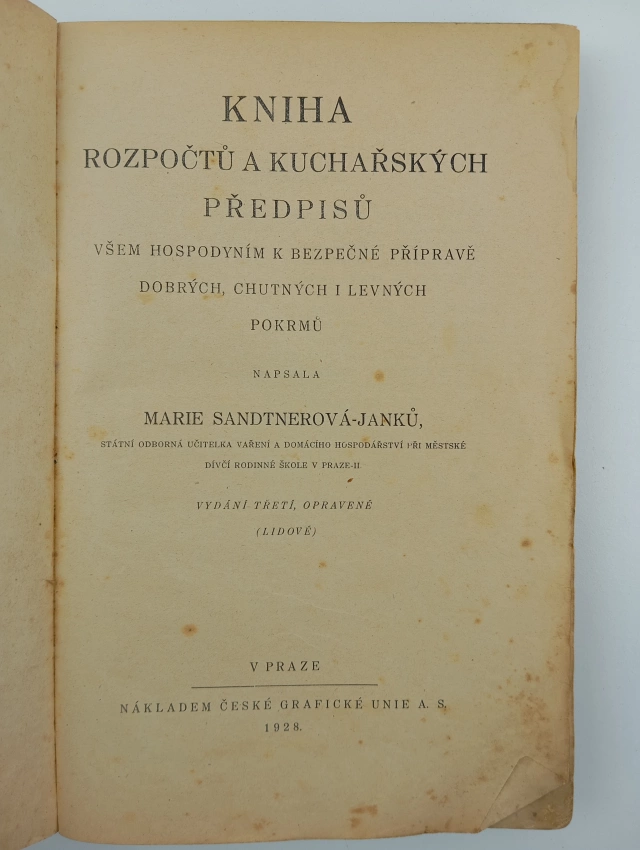 KNIHA
ROZPOČTŮ A KUCHAŘSKÝCH
PŘEDPISŮ
VŠEM HOSPODYNÍM K BEZPEČNÉ PŘÍPRAVĚ
DOBRÝCH, CHUTNÝCH I LEVNÝCH
POKRMŮ
NAPSALA
MARIE SANDTNEROVÁ-JANKŮ,
STÁTNÍ ODBORNÁ UČITELKA VAŘENÍ A DOMÁCÍHO HOSPODÁŘSTVÍ PŘI MĚSTSKÉ
DÍVČÍ RODINNÉ ŠKOLE V PRAZE-II.
VYDÁNÍ TŘETÍ, OPRAVENÉ
(LIDOVÉ)
V PRAZE
NÁKLADEM ČESKÉ GRAFICKÉ UNIE A. S.
1928.